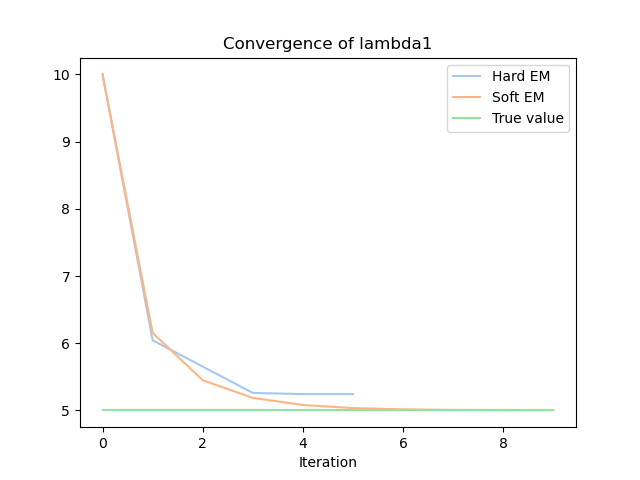 Convergence of lambda1
Hard EM
Soft EM
True value
10
9
8
7
6
5
0 2 4 6 8
Iteration